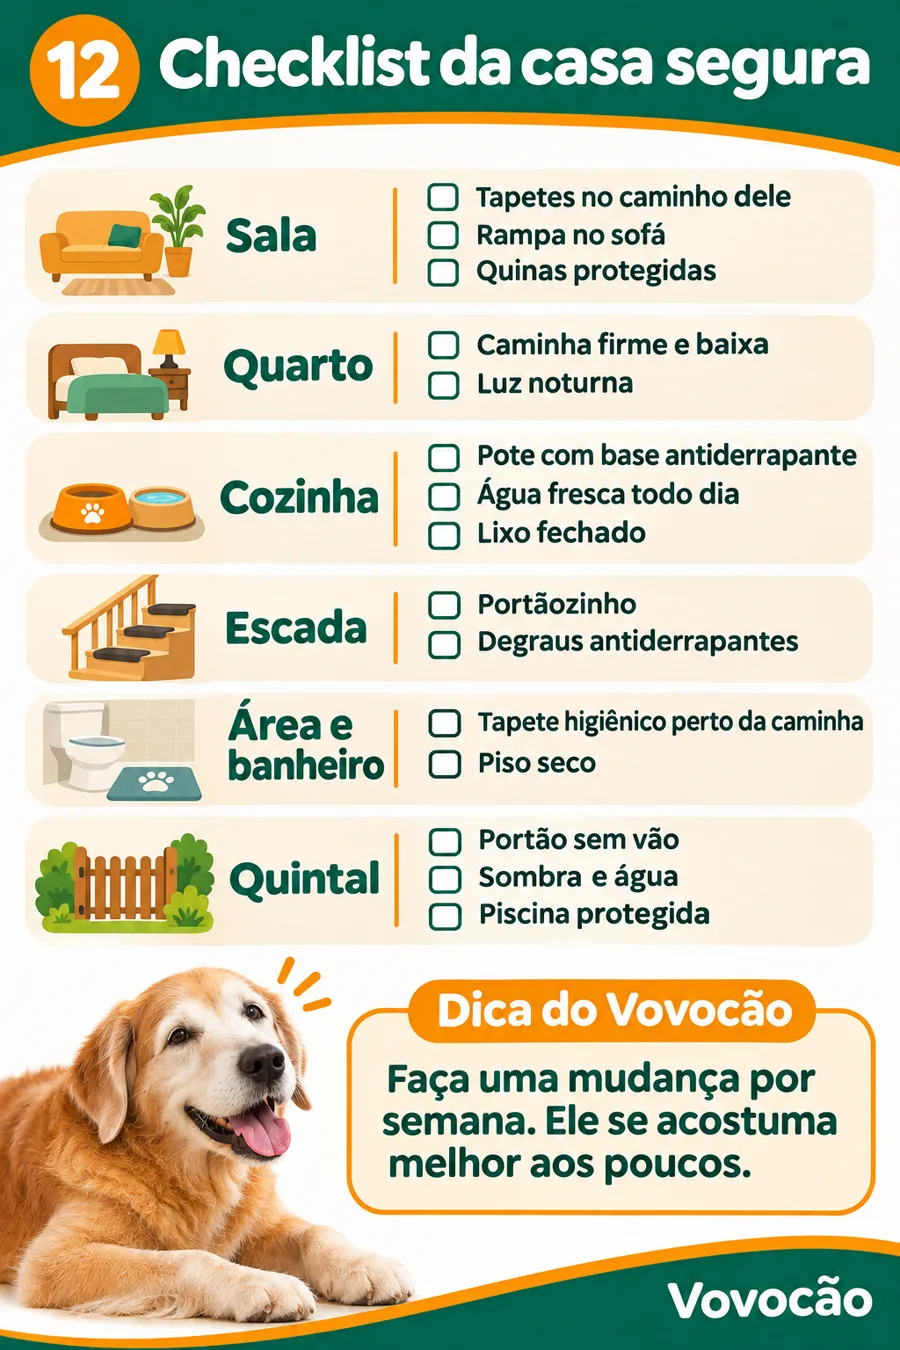 12
Checklist da casa segura
Sala
Tapetes no caminho dele
Rampa no sofá
Quinas protegidas
Quarto
Caminha firme e baixa
Luz noturna
Cozinha
Pote com base antiderrapante
Água fresca todo dia
Lixo fechado
Escada
Portãozinho
Degraus antiderrapantes
Área e
banheiro
Tapete higiênico perto da caminha
Piso seco
Quintal
Portão sem vão
Sombra e água
Piscina protegida
Dica do Vovocão
Faça uma mudança por
semana. Ele se acostuma
melhor aos poucos.
Vovocão